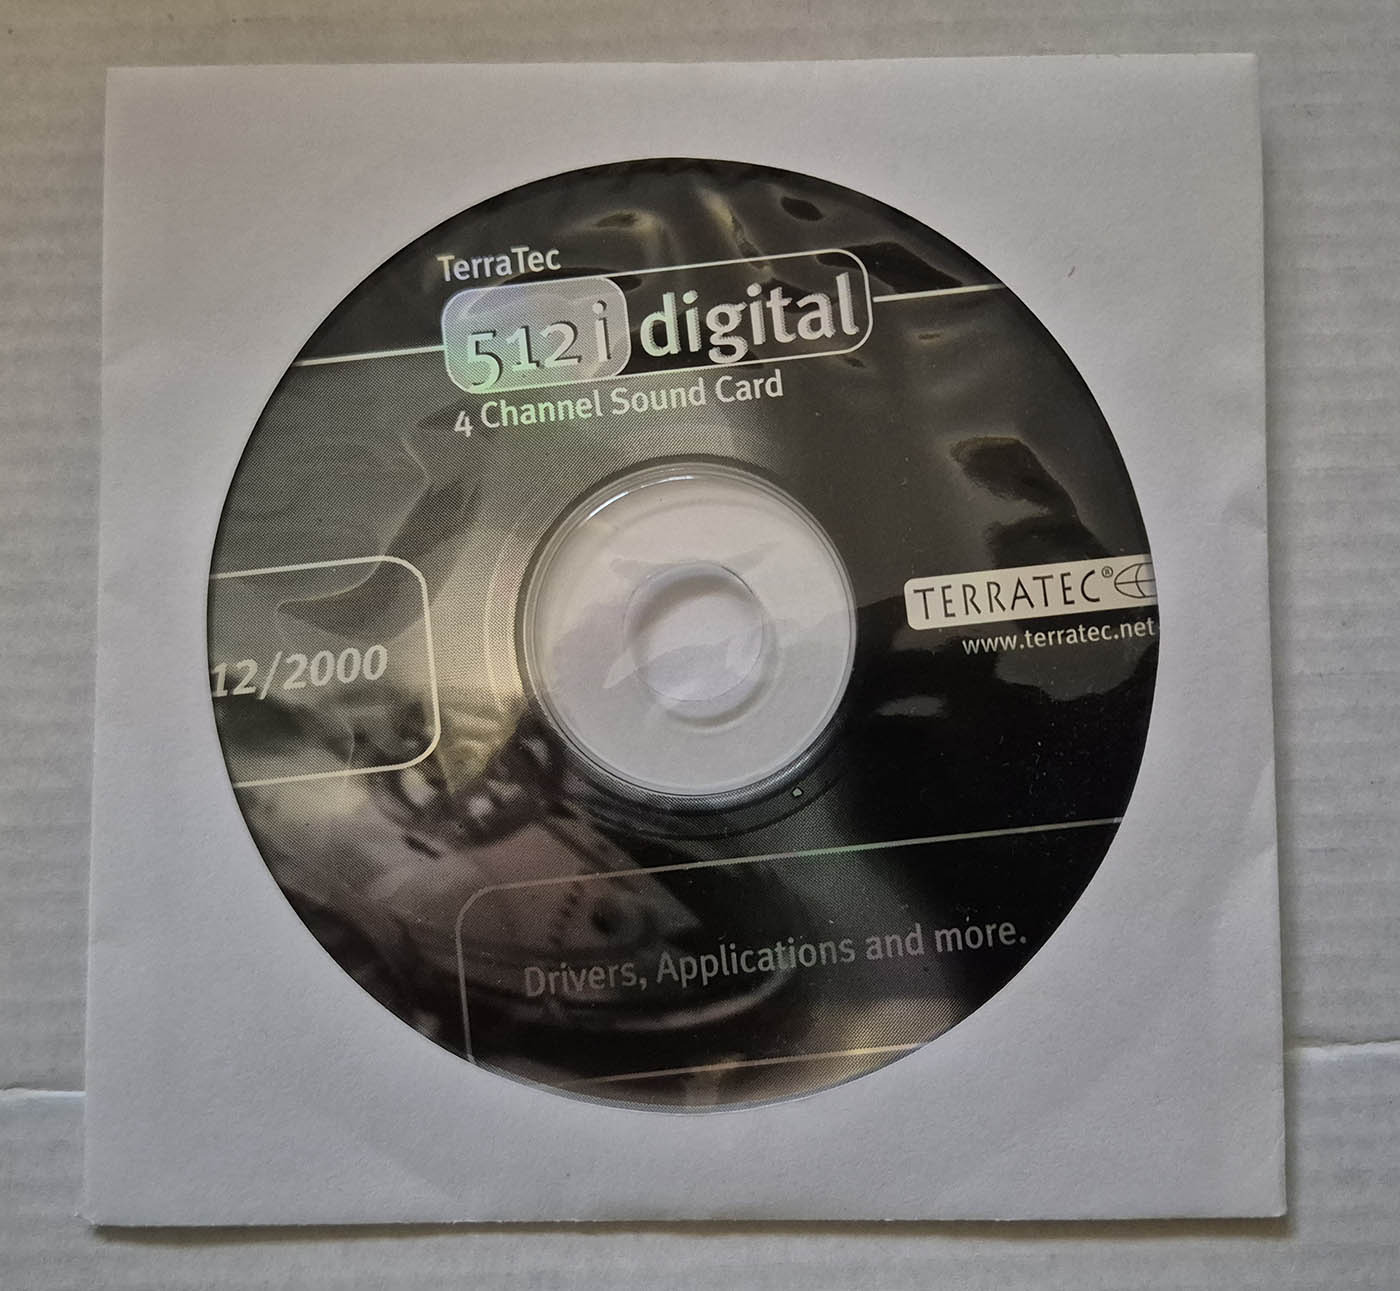 TerraTec
512i digital
4 Channel Sound Card
TERRATEC®
www.terratec.net
12/2000
Drivers, Applications and more.